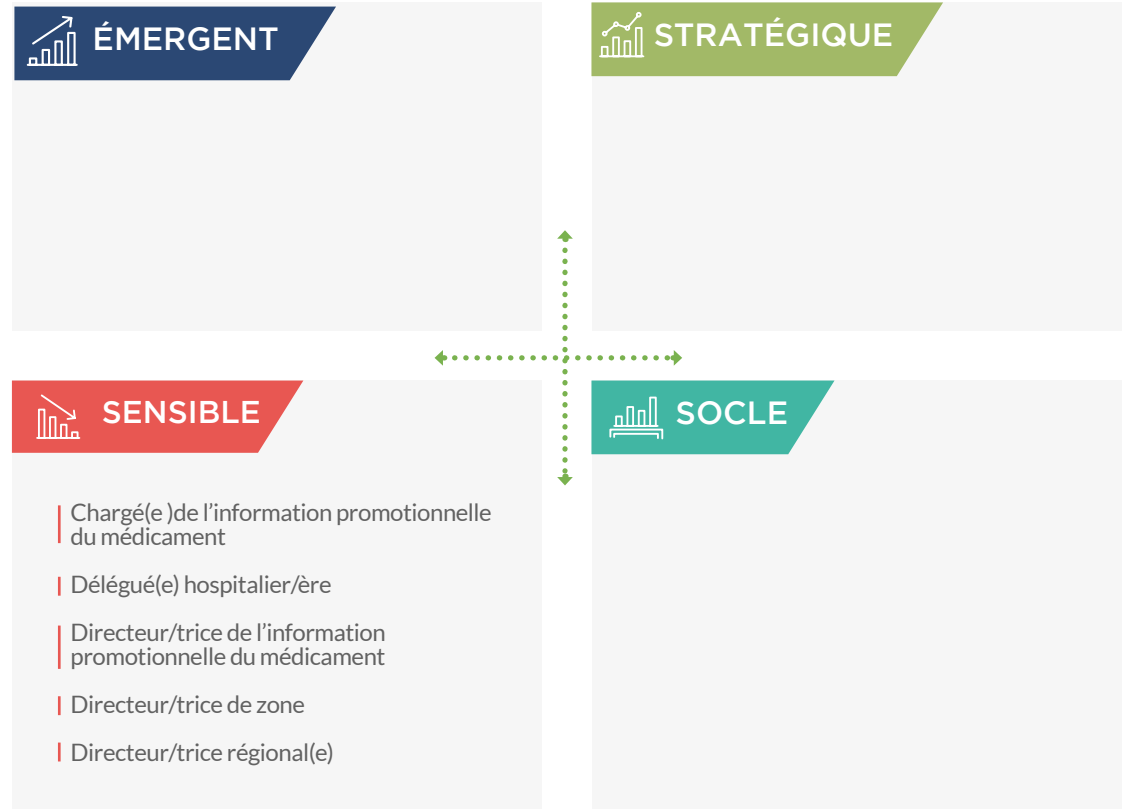 ÉMERGENT
STRATÉGIQUE
SENSIBLE
SOCLE
Chargé(e )de l’information promotionnelle
du médicament
Délégué(e) hospitalier/ère
Directeur/trice de l’information
promotionnelle du médicament
Directeur/trice de zone
Directeur/trice régional(e)